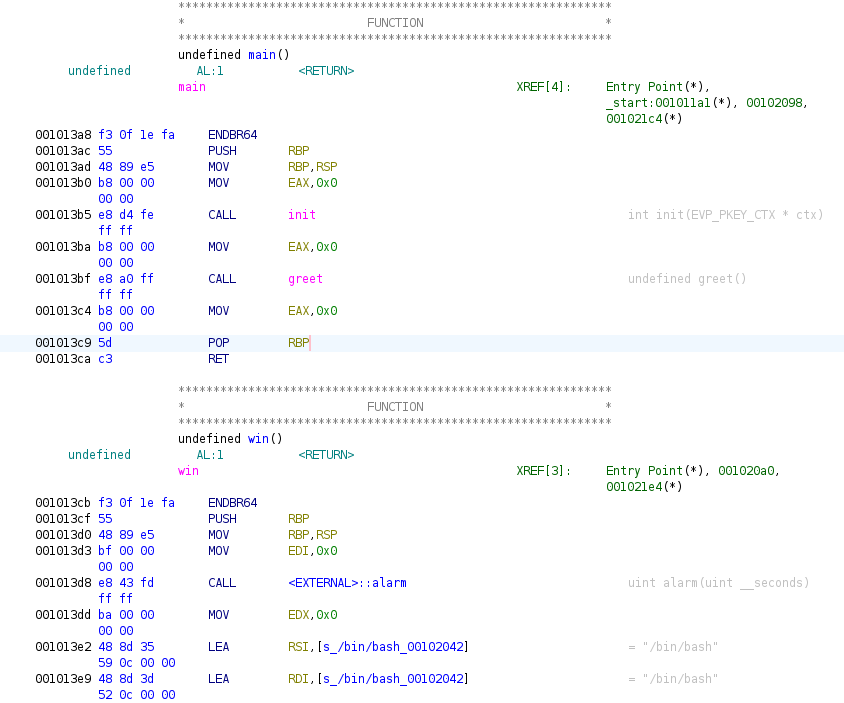 **************************************************************
*                          FUNCTION                          *
**************************************************************
undefined main()
undefined AL:1 <RETURN>
main XREF[4]: Entry Point(*),
_start:001011a1(*), 00102098,
001021c4(*)
001013a8 f3 0f 1e fa ENDBR64
001013ac 55 PUSH RBP
001013ad 48 89 e5 MOV RBP,RSP
001013b0 b8 00 00 MOV EAX,0x0
00 00
001013b5 e8 d4 fe CALL init int init(EVP_PKEY_CTX * ctx)
ff ff
001013ba b8 00 00 MOV EAX,0x0
00 00
001013bf e8 a0 ff CALL greet undefined greet()
ff ff
001013c4 b8 00 00 MOV EAX,0x0
00 00
001013c9 5d POP RBP
001013ca c3 RET
**************************************************************
*                          FUNCTION                          *
**************************************************************
undefined win()
undefined AL:1 <RETURN>
win XREF[3]: Entry Point(*), 001020a0,
001021e4(*)
001013cb f3 0f 1e fa ENDBR64
001013cf 55 PUSH RBP
001013d0 48 89 e5 MOV RBP,RSP
001013d3 bf 00 00 MOV EDI,0x0
00 00
001013d8 e8 43 fd CALL <EXTERNAL>::alarm uint alarm(uint __seconds)
ff ff
001013dd ba 00 00 MOV EDX,0x0
00 00
001013e2 48 8d 35 LEA RSI,[s_/bin/bash_00102042] = "/bin/bash"
59 0c 00 00
001013e9 48 8d 3d LEA RDI,[s_/bin/bash_00102042] = "/bin/bash"
52 0c 00 00